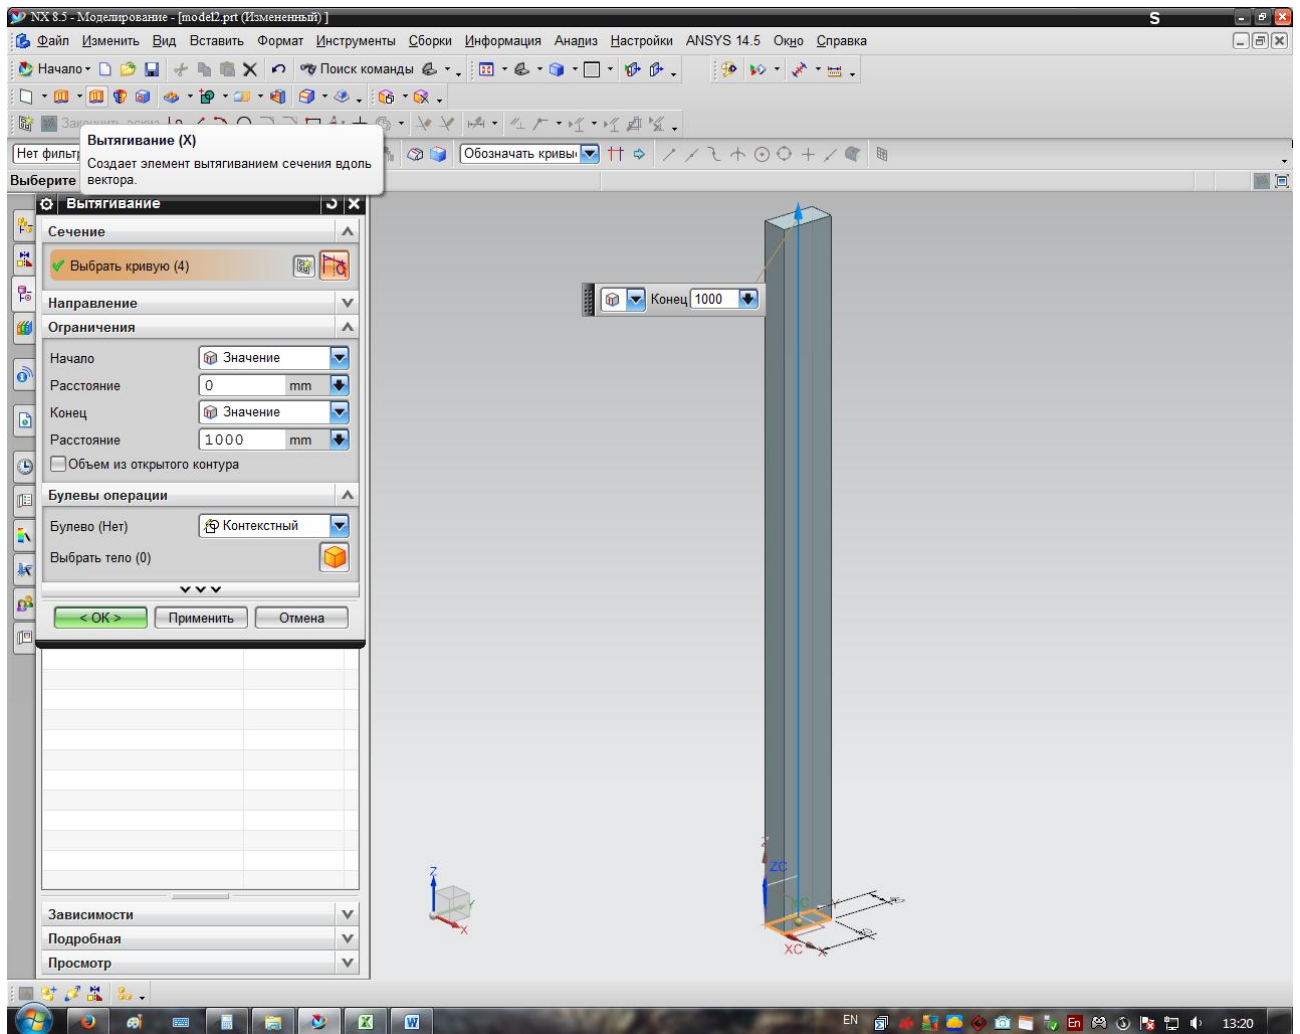 NX 8.5 - Моделирование - [model2.prt (Измененный) ]
S
Файл Изменить Вид Вставить Формат Инструменты Сборки Информация Анализ Настройки ANSYS 14.5 Окно Справка
Начало Поиск команды
Вытягивание (X)
Создает элемент вытягиванием сечения вдоль
вектора.
Нет фильт
Обозначать кривы
Выберите
Вытягивание
Сечение
Выбрать кривую (4)
Направление
Ограничения
Начало Значение
Расстояние 0 mm
Конец Значение
Расстояние 1000 mm
Объем из открытого контура
Булевы операции
Булево (Нет) Контекстный
Выбрать тело (0)
< OK > Применить Отмена
Конец 1000
Z
Y
X
ZC
YC
XC
X
Зависимости
Подробная
Просмотр
EN
En
13:20